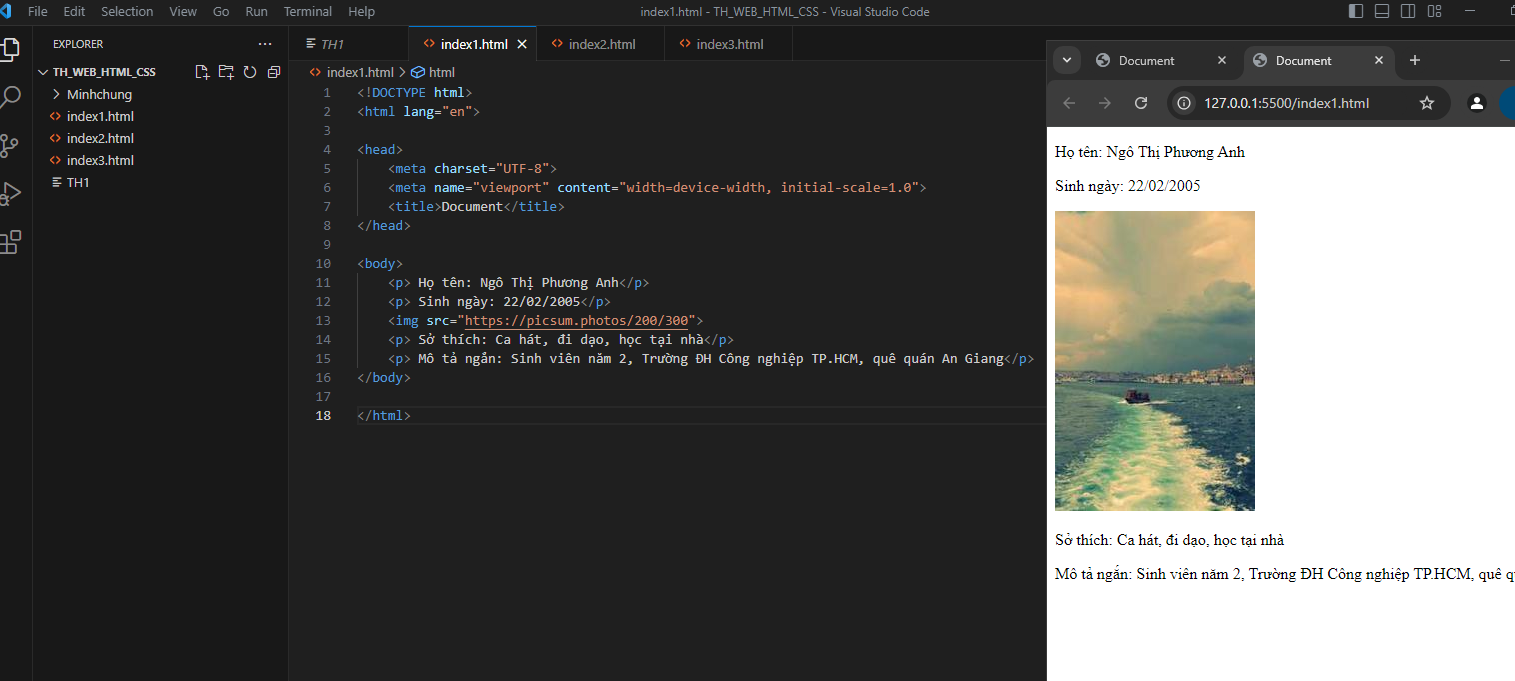 File Edit Selection View Go Run Terminal Help
index1.html - TH_WEB_HTML_CSS - Visual Studio Code
EXPLORER
TH_WEB_HTML_CSS
Minhchung
index1.html
index2.html
index3.html
TH1
TH1 index1.html index2.html index3.html
index1.html > html
1 <!DOCTYPE html>
2 <html lang="en">
3
4 <head>
5 <meta charset="UTF-8">
6 <meta name="viewport" content="width=device-width, initial-scale=1.0">
7 <title>Document</title>
8 </head>
9
10 <body>
11 <p> Họ tên: Ngô Thị Phương Anh</p>
12 <p> Sinh ngày: 22/02/2005</p>
13 <img src="https://picsum.photos/200/300">
14 <p> Sở thích: Ca hát, đi dạo, học tại nhà</p>
15 <p> Mô tả ngắn: Sinh viên năm 2, Trường ĐH Công nghiệp TP.HCM, quê quán An Giang</p>
16 </body>
17
18 </html>
Document Document
127.0.0.1:5500/index1.html
Họ tên: Ngô Thị Phương Anh
Sinh ngày: 22/02/2005
Sở thích: Ca hát, đi dạo, học tại nhà
Mô tả ngắn: Sinh viên năm 2, Trường ĐH Công nghiệp TP.HCM, quê